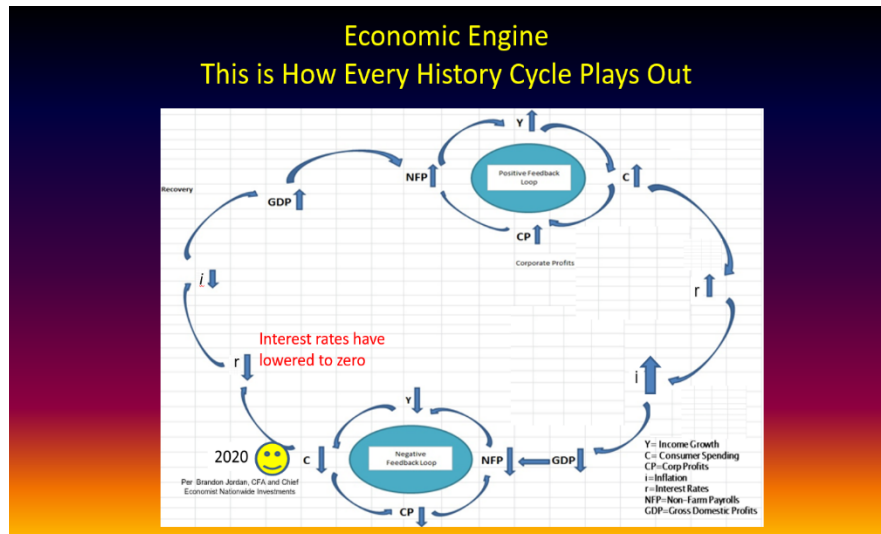 Economic Engine
This is How Every History Cycle Plays Out
Y
NFP
Positive Feedback
Loop
C
Recovery
GDP
CP
Corporate Profits
i
r
Interest rates have
lowered to zero
r
i
Y
2020
C
Negative
Feedback Loop
NFP
GDP
Per Brandon Jordan, CFA and Chief
Economist Nationwide Investments
CP
Y= Income Growth
C= Consumer Spending
CP=Corp Profits
i=Inflation
r=Interest Rates
NFP=Non-Farm Payrolls
GDP=Gross Domestic Profits